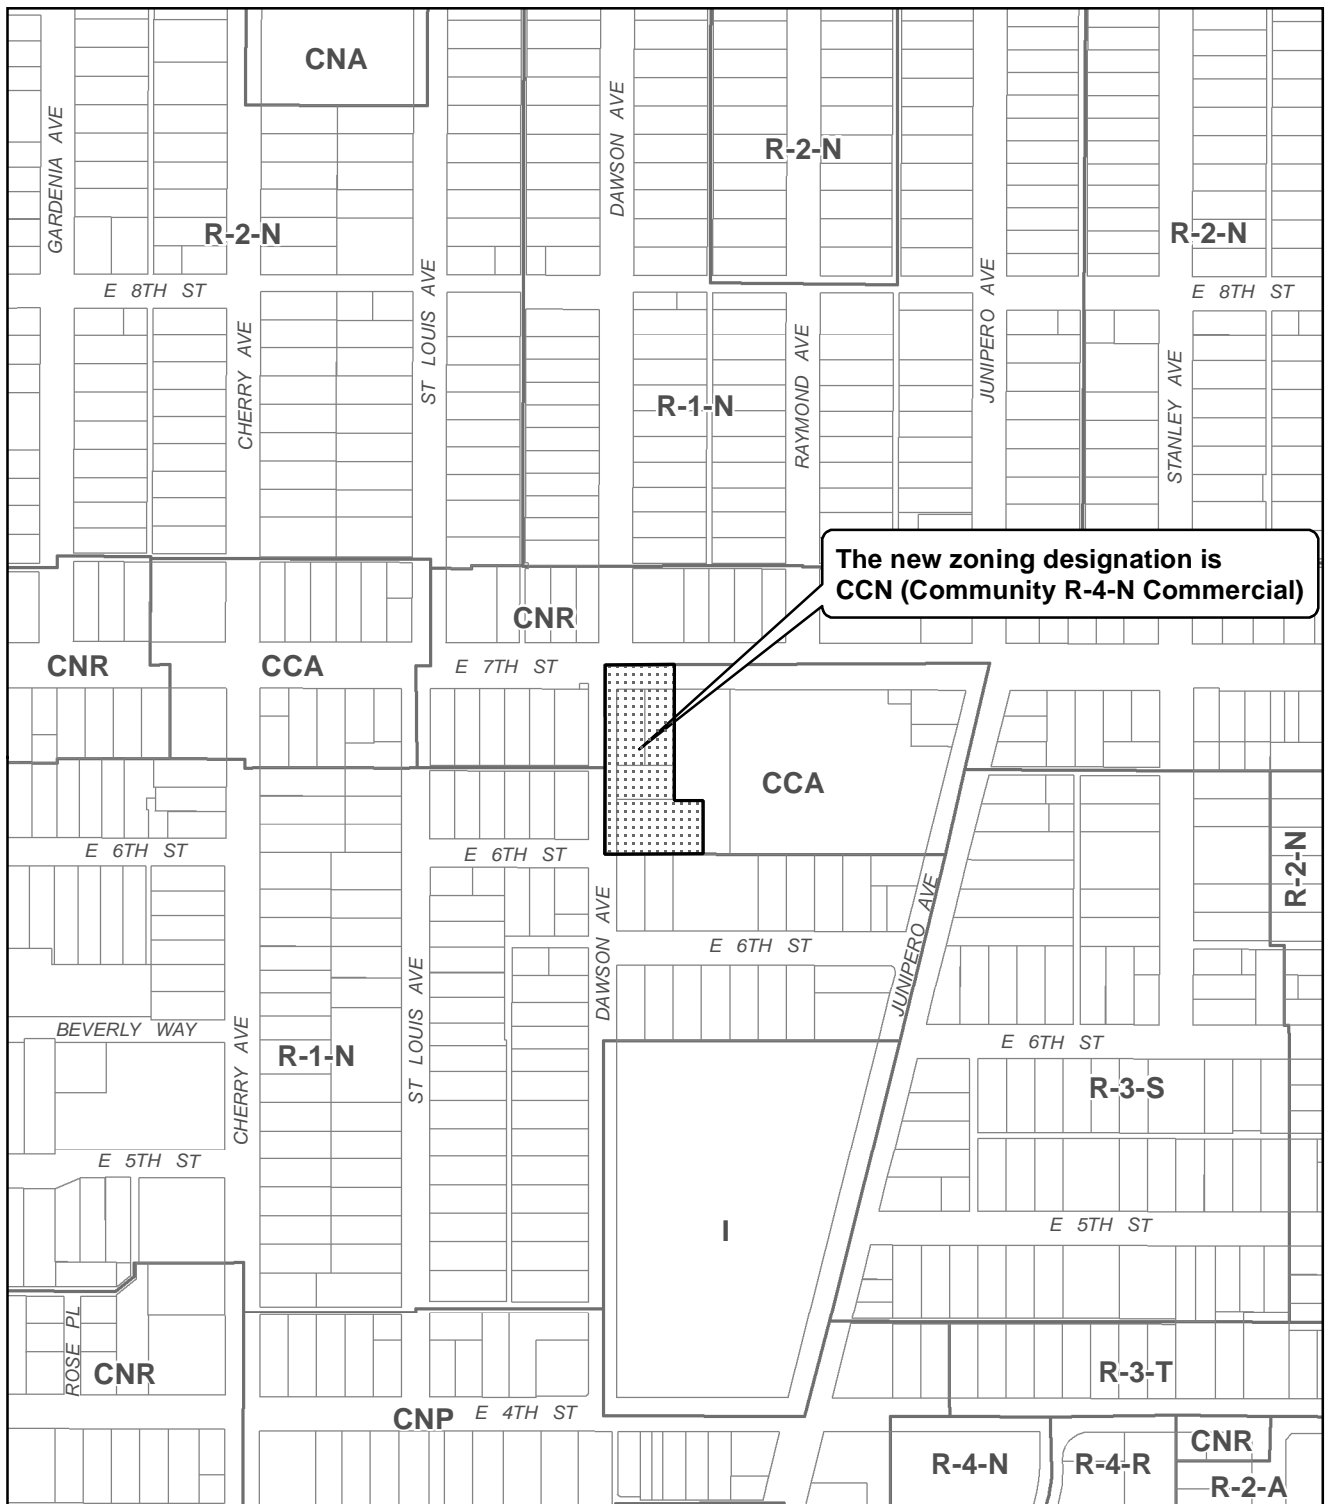 CNA
GARDENIA AVE
DAWSON AVE
R-2-N
R-2-N
R-2-N
E 8TH ST
ST LOUIS AVE
JUNIPERO AVE
E 8TH ST
CHERRY AVE
RAYMOND AVE
STANLEY AVE
R-1-N
The new zoning designation is
CCN (Community R-4-N Commercial)
CNR
CNR
CCA
E 7TH ST
CCA
E 6TH ST
E 6TH ST
R-2-N
DAWSON AVE
E 6TH ST
JUNIPERO AVE
BEVERLY WAY
CHERRY AVE
R-1-N
ST LOUIS AVE
E 6TH ST
R-3-S
E 5TH ST
I
E 5TH ST
ROSE PL
CNR
R-3-T
CNP
E 4TH ST
R-4-N
R-4-R
CNR
R-2-A